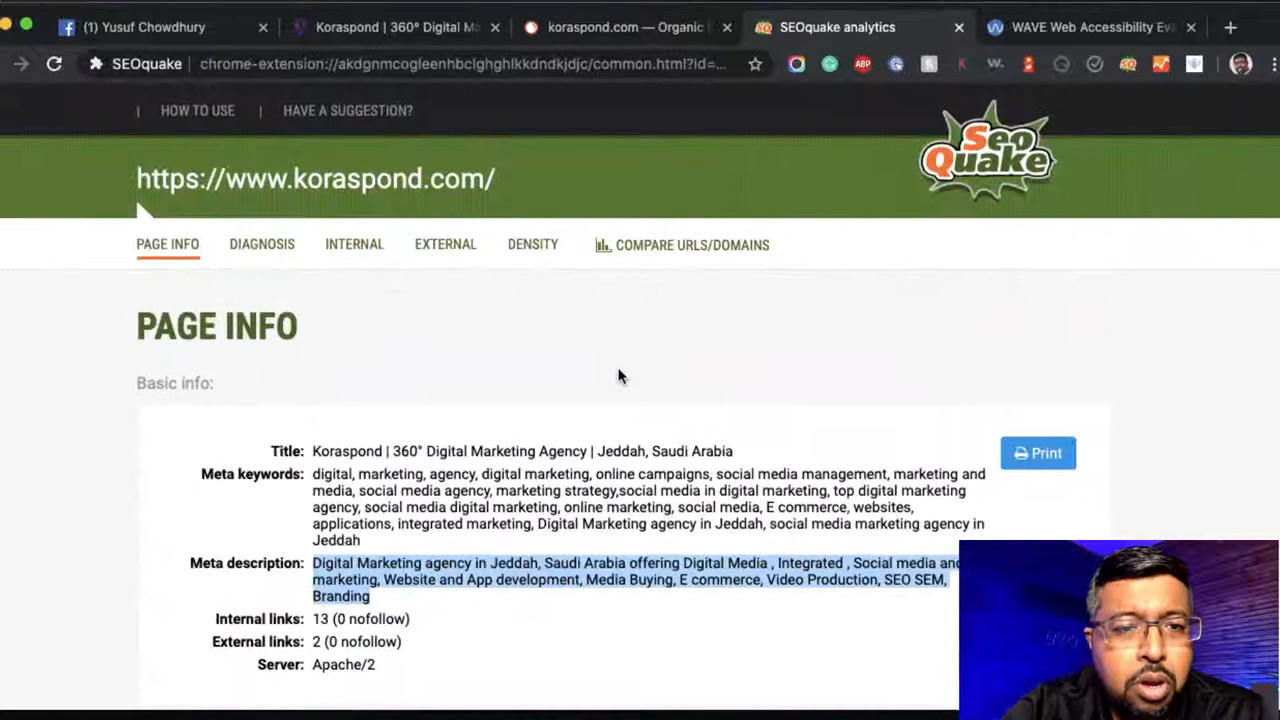 (1) Yusuf Chowdhury
Koraspond | 360° Digital Ma
koraspond.com — Organic
SEOquake analytics
WAVE Web Accessibility Eva
SEOquake
chrome-extension://akdgnmcogleenhbclghghlkkdndkjdjc/common.html?id=...
ABP
HOW TO USE
HAVE A SUGGESTION?
https://www.koraspond.com/
Seo
Quake
PAGE INFO
DIAGNOSIS
INTERNAL
EXTERNAL
DENSITY
COMPARE URLS/DOMAINS
PAGE INFO
Basic info:
Title: Koraspond | 360° Digital Marketing Agency | Jeddah, Saudi Arabia
Print
Meta keywords: digital, marketing, agency, digital marketing, online campaigns, social media management, marketing and
media, social media agency, marketing strategy,social media in digital marketing, top digital marketing
agency, social media digital marketing, online marketing, social media, E commerce, websites,
applications, integrated marketing, Digital Marketing agency in Jeddah, social media marketing agency in
Jeddah
Meta description: Digital Marketing agency in Jeddah, Saudi Arabia offering Digital Media , Integrated , Social media and
marketing, Website and App development, Media Buying, E commerce, Video Production, SEO SEM,
Branding
Internal links: 13 (0 nofollow)
External links: 2 (0 nofollow)
Server: Apache/2